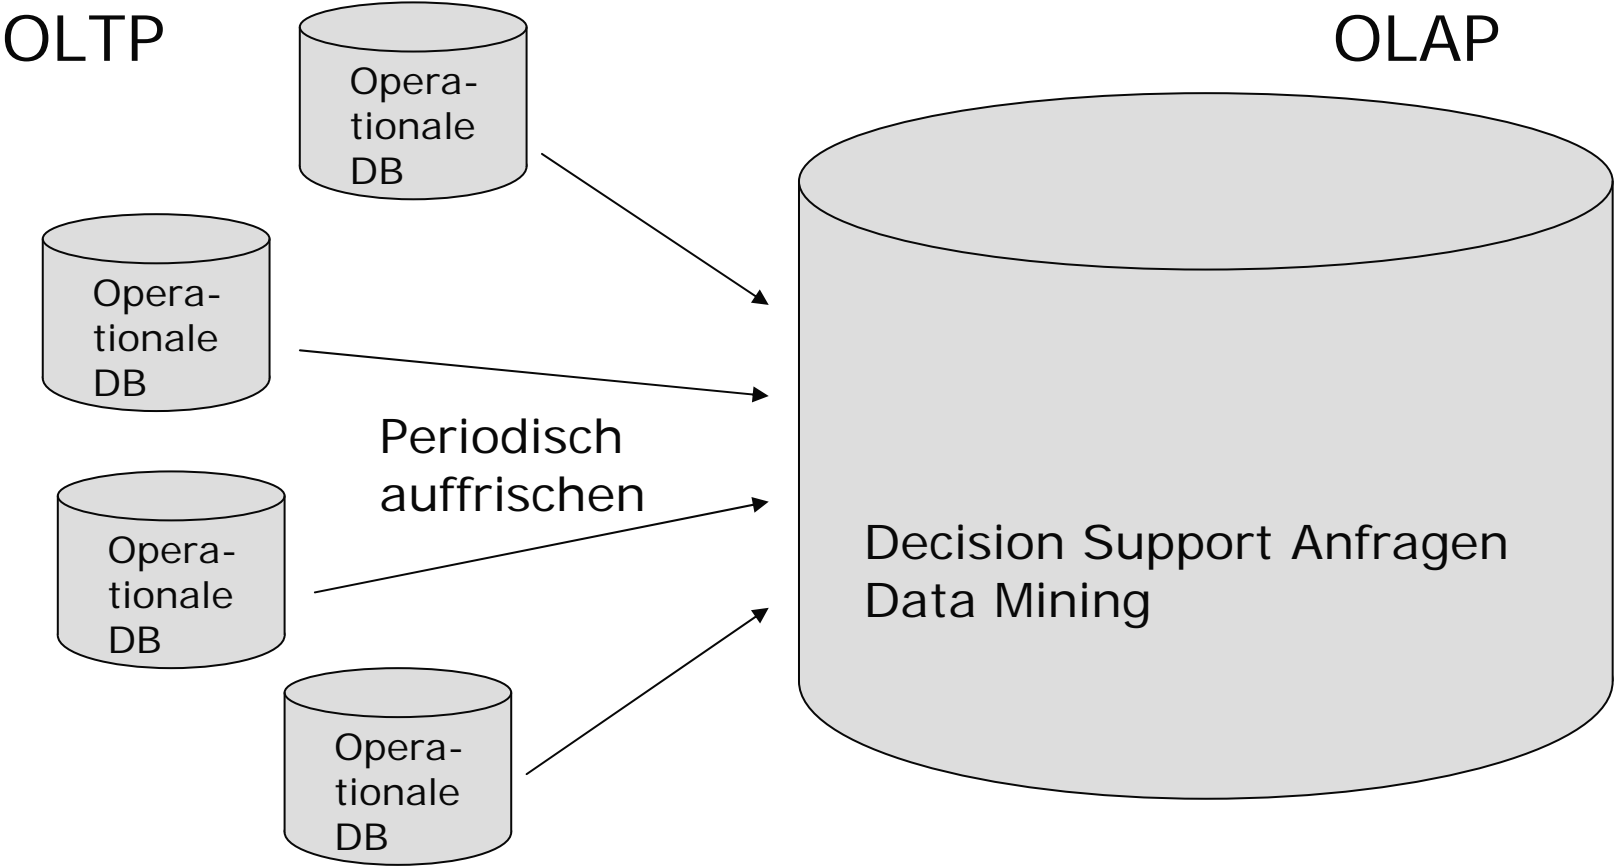 OLTP
OLAP
Opera-
tionale
DB
Opera-
tionale
DB
Periodisch
auffrischen
Opera-
tionale
DB
Decision Support Anfragen
Data Mining
Opera-
tionale
DB